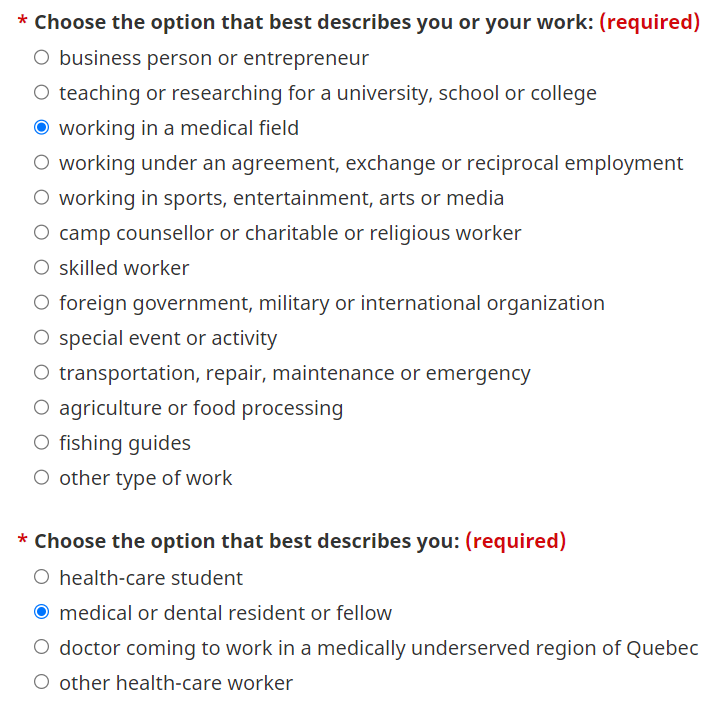 * Choose the option that best describes you or your work: (required)
business person or entrepreneur
teaching or researching for a university, school or college
working in a medical field
working under an agreement, exchange or reciprocal employment
working in sports, entertainment, arts or media
camp counsellor or charitable or religious worker
skilled worker
foreign government, military or international organization
special event or activity
transportation, repair, maintenance or emergency
agriculture or food processing
fishing guides
other type of work
* Choose the option that best describes you: (required)
health-care student
medical or dental resident or fellow
doctor coming to work in a medically underserved region of Quebec
other health-care worker